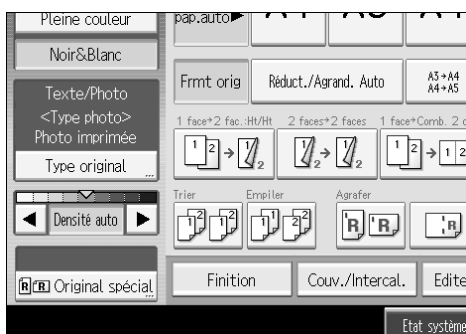 Pleine couleur
Noir&Blanc
Texte/Photo
<Type photo>
Photo imprimée
Type original
Densité auto
Original spécial
pap.auto
Frmt orig
Réduct./Agrand. Auto
A3→A4
A4→A5
1 face→2 fac.:Ht/Ht
2 faces→2 faces
1 face→Comb. 2
Trier
Empiler
Agrafer
Finition
Couv./Intercal.
Edite
Etat système